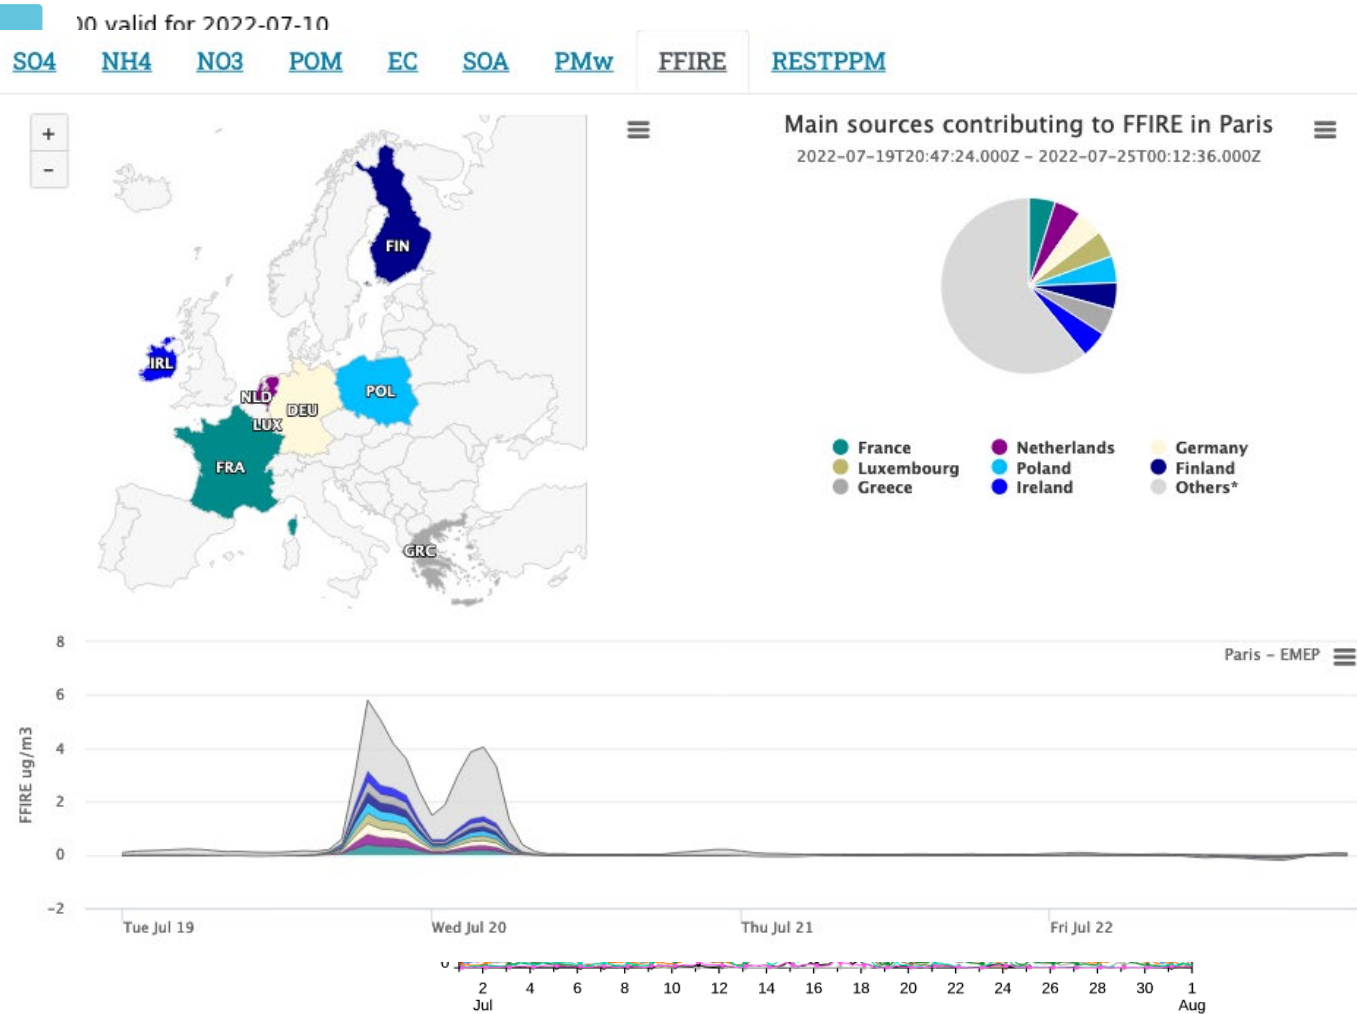 00 valid for 2022-07-10
SO4 NH4 NO3 POM EC SOA PMw FFIRE RESTPPM
+
−
FIN
IRL
NLD
DEU
POL
LUX
FRA
GRC
Main sources contributing to FFIRE in Paris
2022-07-19T20:47:24.000Z – 2022-07-25T00:12:36.000Z
France Netherlands Germany
Luxembourg Poland Finland
Greece Ireland Others*
Paris – EMEP
FFIRE ug/m3
8
6
4
2
0
-2
Tue Jul 19 Wed Jul 20 Thu Jul 21 Fri Jul 22
0
2 4 6 8 10 12 14 16 18 20 22 24 26 28 30 1
Jul Aug